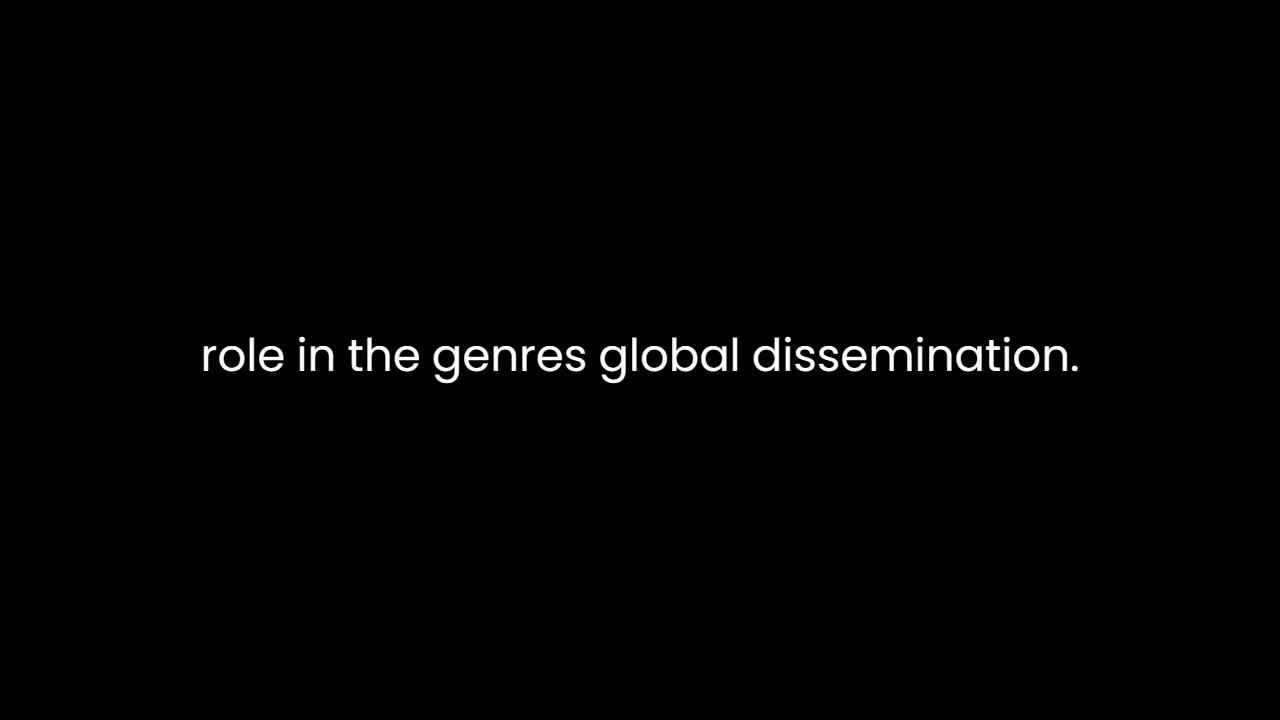 role in the genres global dissemination.